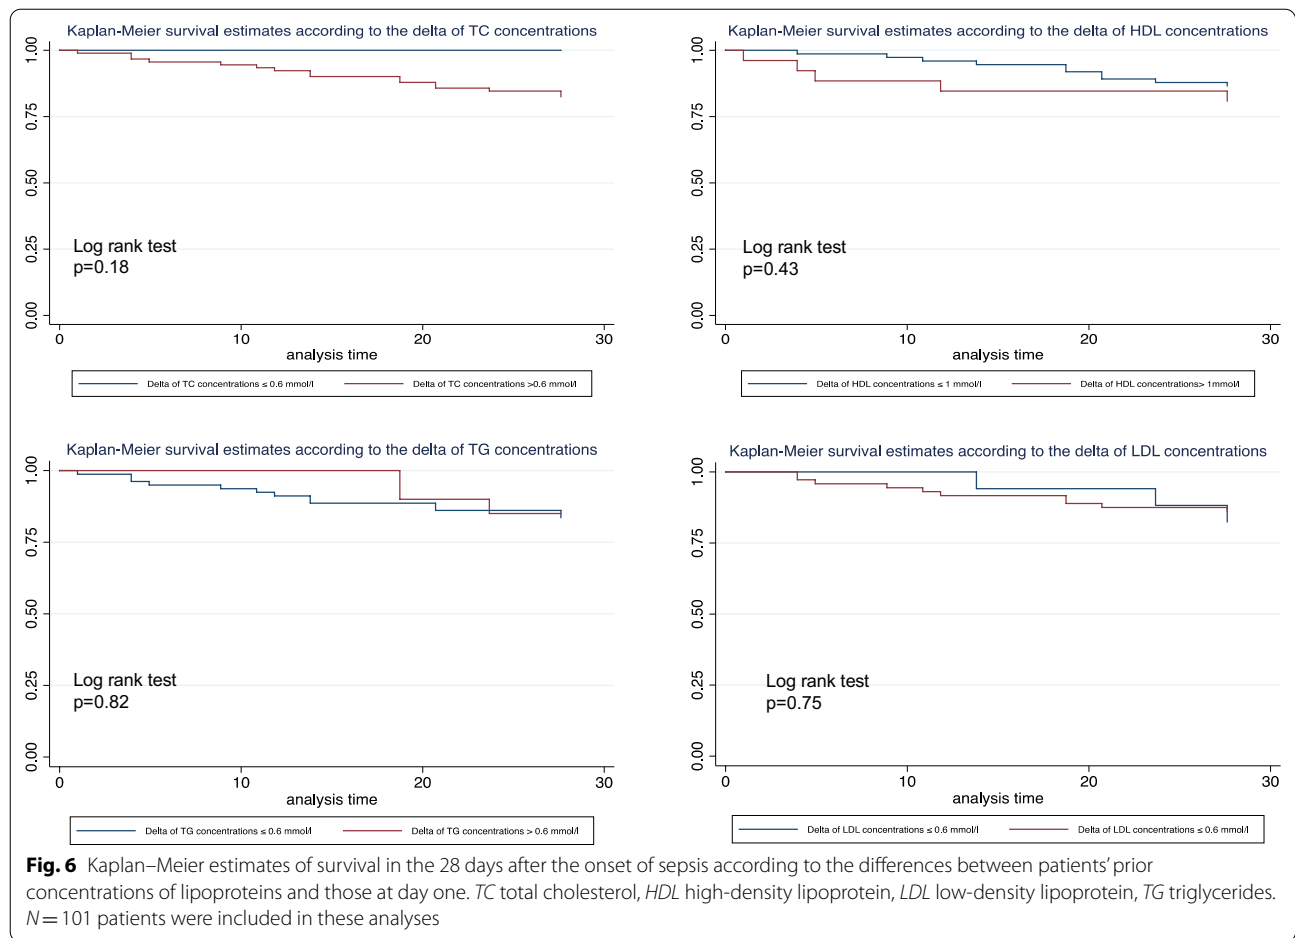 Kaplan-Meier survival estimates according to the delta of TC concentrations
1.00
0.75
0.50
0.25
0.00
Log rank test
p=0.18
0 10 20 30
analysis time
Delta of TC concentrations ≤ 0.6 mmol/l Delta of TC concentrations >0.6 mmol/l
Kaplan-Meier survival estimates according to the delta of HDL concentrations
1.00
0.75
0.50
0.25
0.00
Log rank test
p=0.43
0 10 20 30
analysis time
Delta of HDL concentrations ≤ 1 mmol/l Delta of HDL concentrations> 1mmol/l
Kaplan-Meier survival estimates according to the delta of TG concentrations
1.00
0.75
0.50
0.25
0.00
Log rank test
p=0.82
0 10 20 30
analysis time
Delta of TG concentrations ≤ 0.6 mmol/l Delta of TG concentrations > 0.6 mmol/l
Kaplan-Meier survival estimates according to the delta of LDL concentrations
1.00
0.75
0.50
0.25
0.00
Log rank test
p=0.75
0 10 20 30
analysis time
Delta of LDL concentrations ≤ 0.6 mmol/l Delta of LDL concentrations ≤ 0.6 mmol/l
Fig. 6 Kaplan–Meier estimates of survival in the 28 days after the onset of sepsis according to the differences between patients' prior
concentrations of lipoproteins and those at day one. TC total cholesterol, HDL high-density lipoprotein, LDL low-density lipoprotein, TG triglycerides.
N = 101 patients were included in these analyses